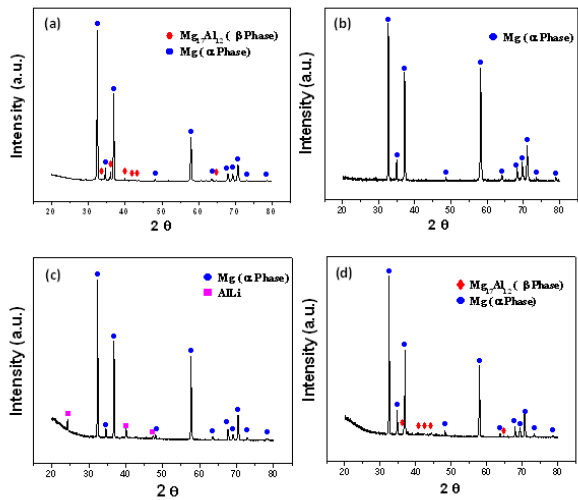 (a)
Mg17Al12 ( β Phase)
Mg ( α Phase)
Intensity (a.u.)
20 30 40 50 60 70 80
2 θ
(b)
Mg ( α Phase)
Intensity (a.u.)
20 30 40 50 60 70 80
2 θ
(c)
Mg ( α Phase)
AlLi
Intensity (a.u.)
20 30 40 50 60 70 80
2 θ
(d)
Mg17Al12 ( β Phase)
Mg ( α Phase)
Intensity (a.u.)
20 30 40 50 60 70 80
2 θ